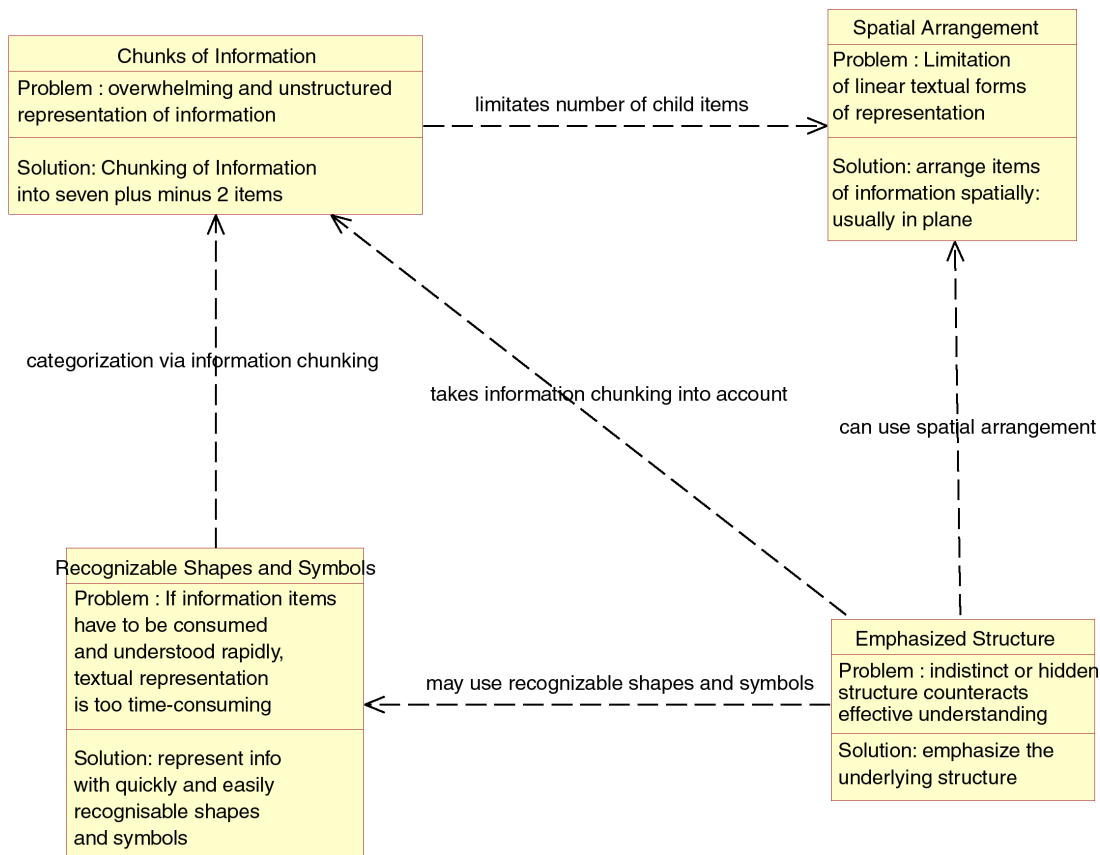 Chunks of Information
Problem : overwhelming and unstructured
representation of information
Solution: Chunking of Information
into seven plus minus 2 items
limitates number of child items
Spatial Arrangement
Problem : Limitation
of linear textual forms
of representation
Solution: arrange items
of information spatially:
usually in plane
categorization via information chunking
takes information chunking into account
can use spatial arrangement
Recognizable Shapes and Symbols
Problem : If information items
have to be consumed
and understood rapidly,
textual representation
is too time-consuming
Solution: represent info
with quickly and easily
recognisable shapes
and symbols
may use recognizable shapes and symbols
Emphasized Structure
Problem : indistinct or hidden
structure counteracts
effective understanding
Solution: emphasize the
underlying structure